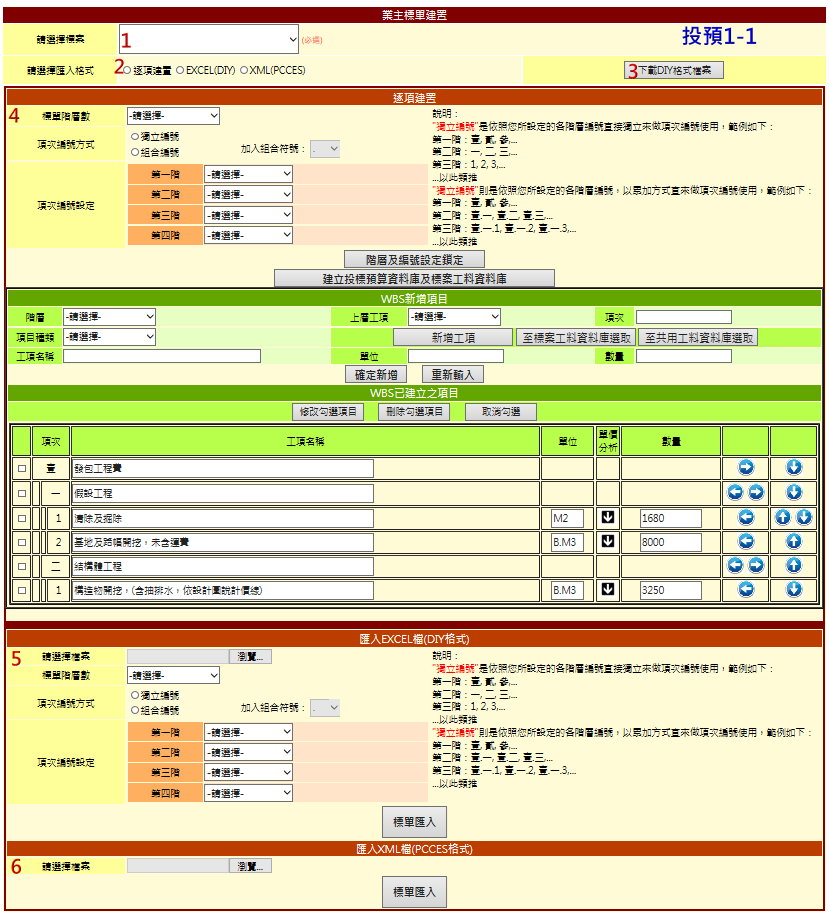 業主標單建置
請選擇標案 1 (必填) 投預1-1
請選擇匯入格式 2 逐項建置 EXCEL(DIY) XML(PCCES) 3 下載DIY格式檔案
逐項建置
4 標單階層數 -請選擇- 說明：
"獨立編號"是依照您所設定的各階層編號直接獨立來做項次編號使用，範例如下：
項次編號方式 獨立編號 第一階：壹, 貳, 參,...
組合編號 加入組合符號： 第二階：一, 二, 三,...
第三階：1, 2, 3,...
第一階 -請選擇- ...以此類推
項次編號設定 第二階 -請選擇- "獨立編號"則是依照您所設定的各階層編號，以累加方式直來做項次編號使用，範例如下：
第一階：壹, 貳, 參,...
第三階 -請選擇- 第二階：壹.一, 壹.二, 壹.三,...
第三階：壹.一.1, 壹.一.2, 壹.一.3,...
第四階 -請選擇- ...以此類推
階層及編號設定鎖定
建立投標預算資料庫及標案工料資料庫
WBS新增項目
階層 -請選擇- 上層工項 -請選擇- 項次
項目種類 -請選擇- 新增工項 至標案工料資料庫選取 至共用工料資料庫選取
工項名稱 單位 數量
確定新增 重新輸入
WBS已建立之項目
修改勾選項目 刪除勾選項目 取消勾選
項次 工項名稱 單位 單價分析 數量
壹 發包工程費
一 假設工程
1 清除及掘除 M2 1680
2 基地及路幅開挖，未含運費 B.M3 8000
二 結構體工程
1 構造物開挖，(含抽排水，依設計圖說計價線) B.M3 3250
匯入EXCEL檔(DIY格式)
5 請選擇檔案 瀏覽... 說明：
標單階層數 -請選擇- "獨立編號"是依照您所設定的各階層編號直接獨立來做項次編號使用，範例如下：
第一階：壹, 貳, 參,...
項次編號方式 獨立編號 第二階：一, 二, 三,...
組合編號 加入組合符號： . 第三階：1, 2, 3,...
...以此類推
第一階 -請選擇- "獨立編號"則是依照您所設定的各階層編號，以累加方式直來做項次編號使用，範例如下：
項次編號設定 第二階 -請選擇- 第一階：壹, 貳, 參,...
第二階：壹.一, 壹.二, 壹.三,...
第三階 -請選擇- 第三階：壹.一.1, 壹.一.2, 壹.一.3,...
第四階 -請選擇- ...以此類推
標單匯入
匯入XML檔(PCCES格式)
6 請選擇檔案 瀏覽...
標單匯入